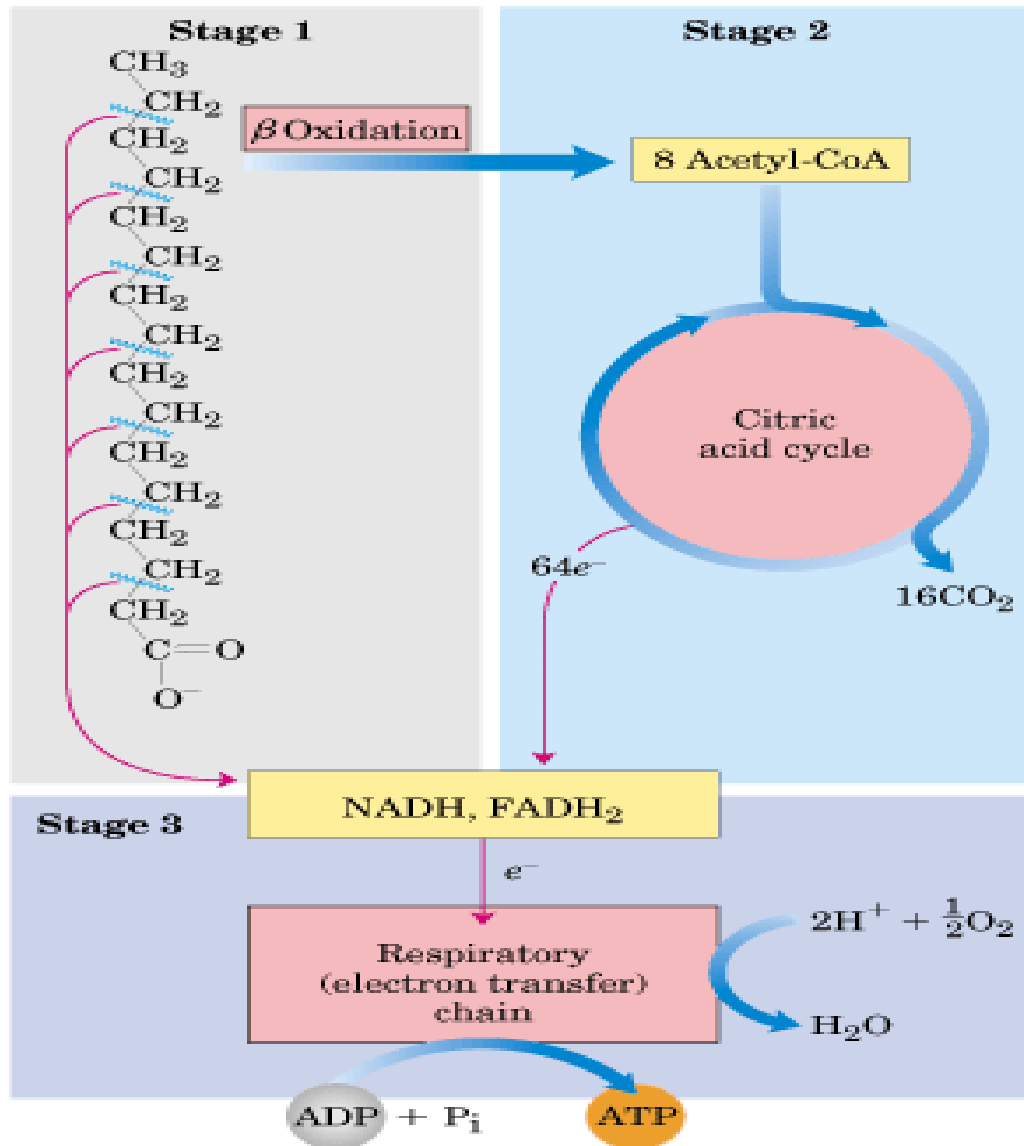 Stage 1
CH₃
CH₂
CH₂
CH₂
CH₂
CH₂
CH₂
CH₂
CH₂
CH₂
CH₂
CH₂
CH₂
CH₂
CH₂
C=O
O⁻
β Oxidation
Stage 2
8 Acetyl-CoA
Citric
acid cycle
64e⁻
16CO₂
NADH, FADH₂
Stage 3
e⁻
Respiratory
(electron transfer)
chain
2H⁺ + ½O₂
H₂O
ADP + Pᵢ
ATP